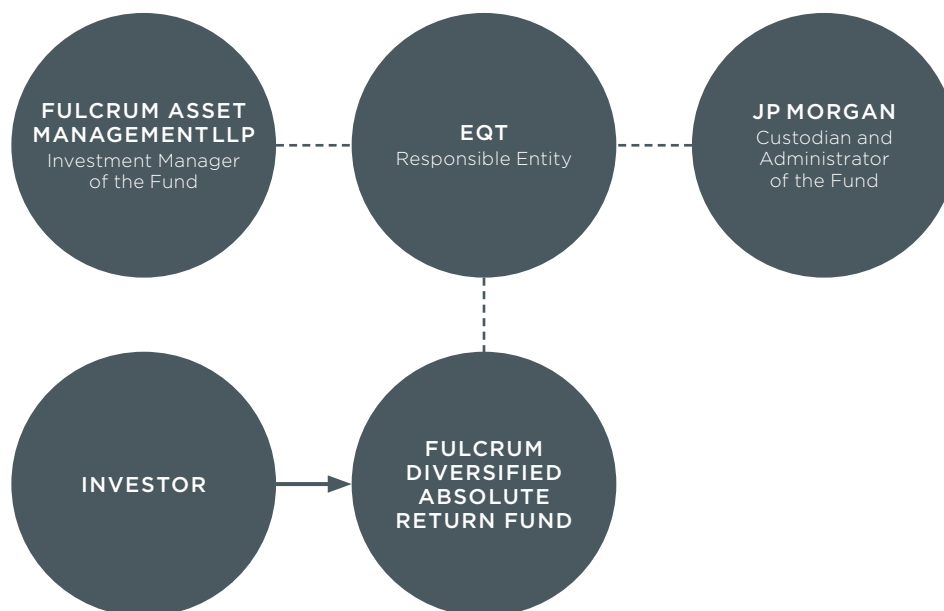 FULCRUM ASSET
MANAGEMENT LLP
Investment Manager
of the Fund
EQT
Responsible Entity
JP MORGAN
Custodian and
Administrator
of the Fund
INVESTOR
FULCRUM
DIVERSIFIED
ABSOLUTE
RETURN FUND